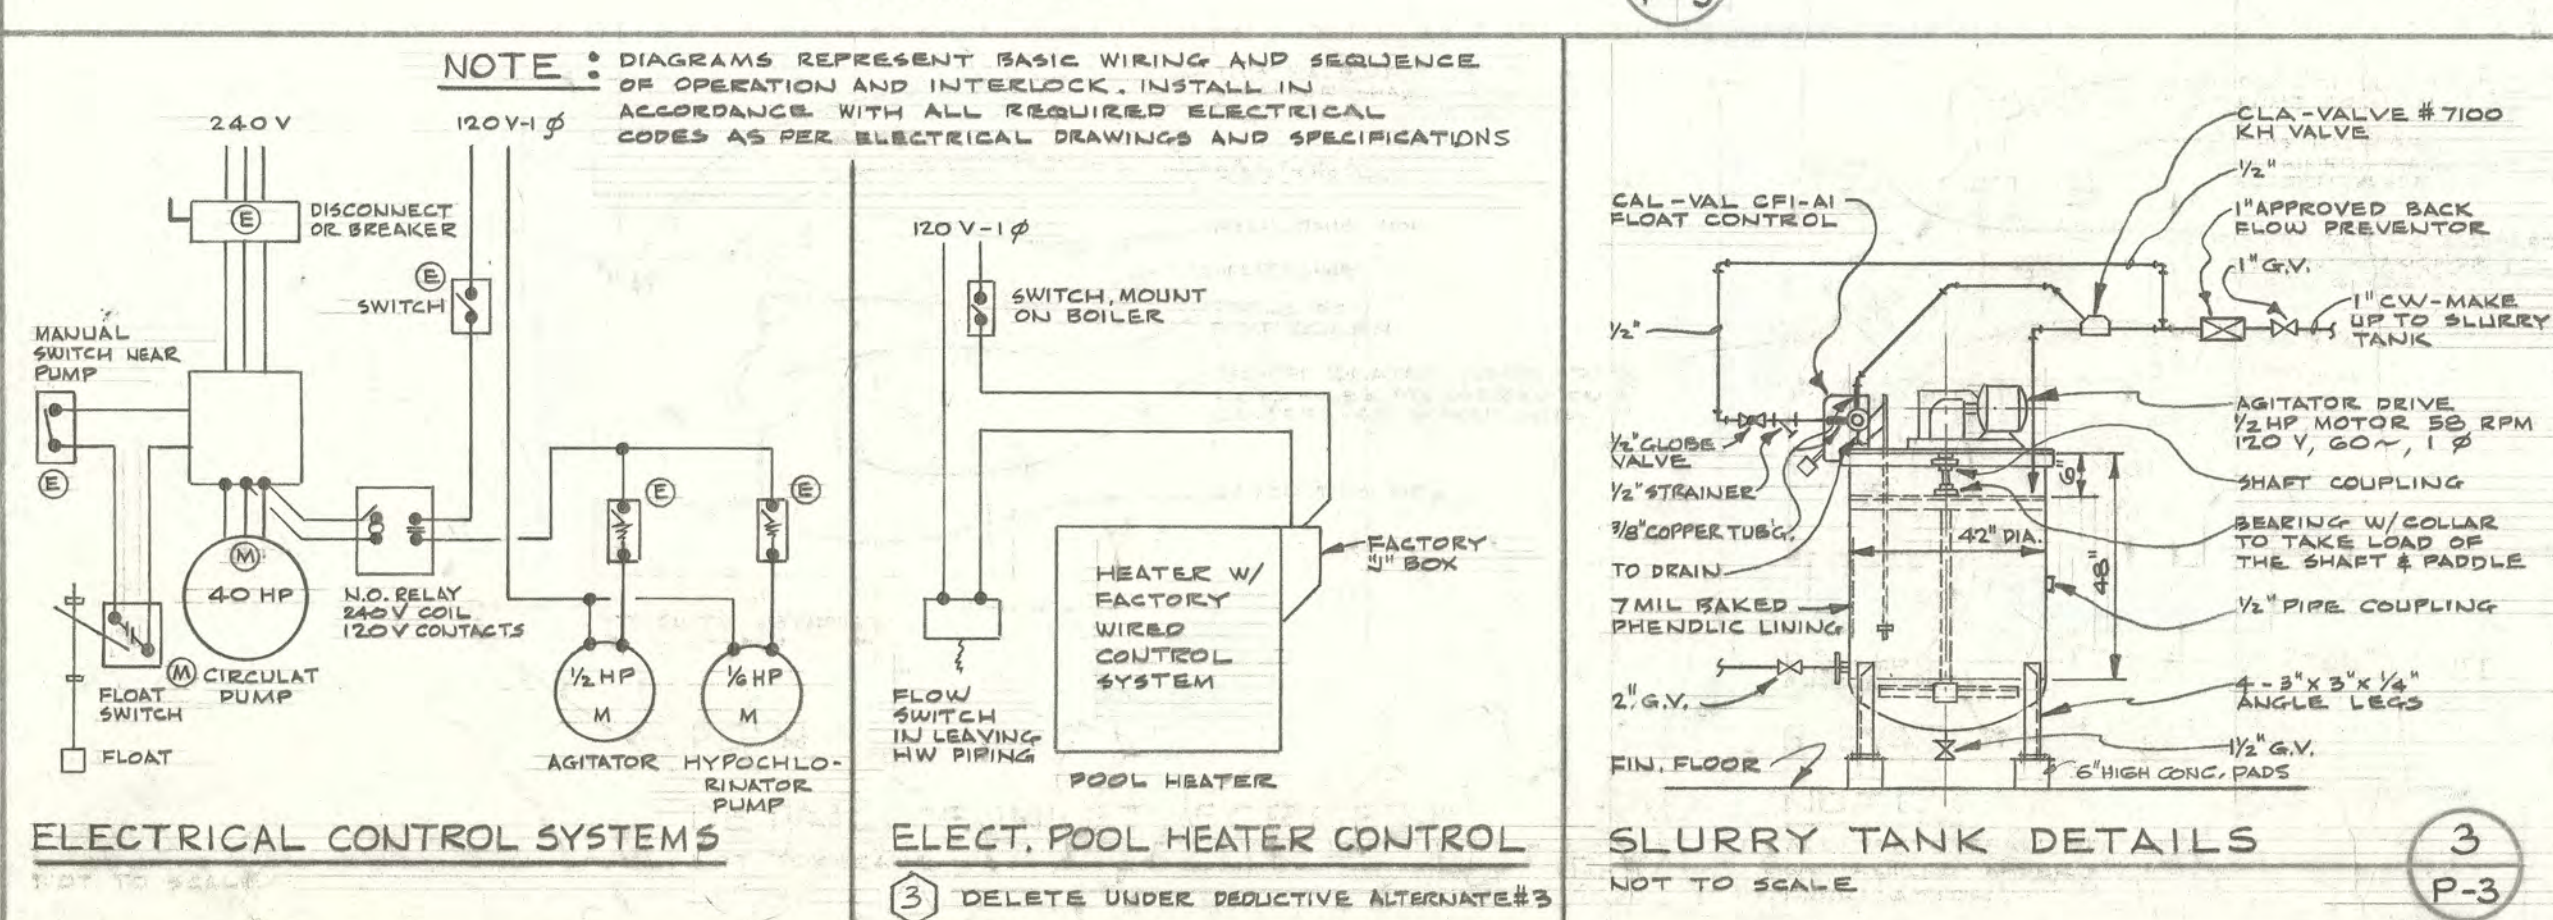 P-3
NOTE : DIAGRAMS REPRESENT BASIC WIRING AND SEQUENCE
OF OPERATION AND INTERLOCK. INSTALL IN
ACCORDANCE WITH ALL REQUIRED ELECTRICAL
CODES AS PER ELECTRICAL DRAWINGS AND SPECIFICATIONS
240 V
120 V-1 Ø
E
DISCONNECT
OR BREAKER
E
SWITCH
MANUAL
SWITCH NEAR
PUMP
E
M
40 HP
N.O. RELAY
240 V COIL
120 V CONTACTS
E
E
M CIRCULAT
PUMP
FLOAT
SWITCH
FLOAT
1/2 HP
M
AGITATOR
1/6 HP
M
HYPOCHLO-
RINATOR
PUMP
ELECTRICAL CONTROL SYSTEMS
NOT TO SCALE
120 V-1 Ø
SWITCH, MOUNT
ON BOILER
FACTORY
"J" BOX
HEATER W/
FACTORY
WIRED
CONTROL
SYSTEM
FLOW
SWITCH
IN LEAVING
HW PIPING
POOL HEATER
ELECT. POOL HEATER CONTROL
3 DELETE UNDER DEDUCTIVE ALTERNATE #3
CAL-VAL CFI-AI
FLOAT CONTROL
1/2"
1/2" GLOBE
VALVE
1/2" STRAINER
3/8" COPPER TUB'G.
TO DRAIN
7 MIL BAKED
PHENOLIC LINING
2" G.V.
FIN. FLOOR
42" DIA.
6"
48"
CLA-VALVE # 7100
KH VALVE
1/2"
1" APPROVED BACK
FLOW PREVENTOR
1" G.V.
1" CW-MAKE
UP TO SLURRY
TANK
AGITATOR DRIVE
1/2 HP MOTOR 58 RPM
120 V, 60~, 1 Ø
SHAFT COUPLING
BEARING W/ COLLAR
TO TAKE LOAD OF
THE SHAFT & PADDLE
1/2" PIPE COUPLING
4-3" X 3" X 1/4"
ANGLE LEGS
1 1/2" G.V.
6" HIGH CONC. PADS
SLURRY TANK DETAILS
NOT TO SCALE
3
P-3